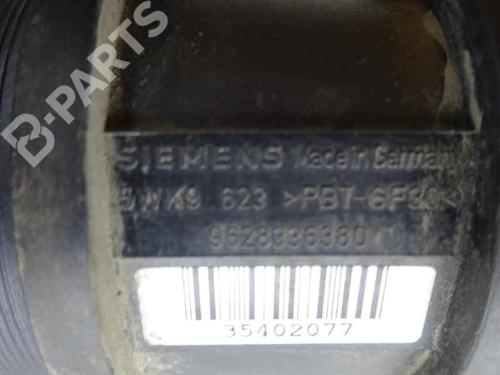 B-PARTS
SIEMENS Made in Germany
5WK9 623 >PBT-GF30<
9628336380
35402077